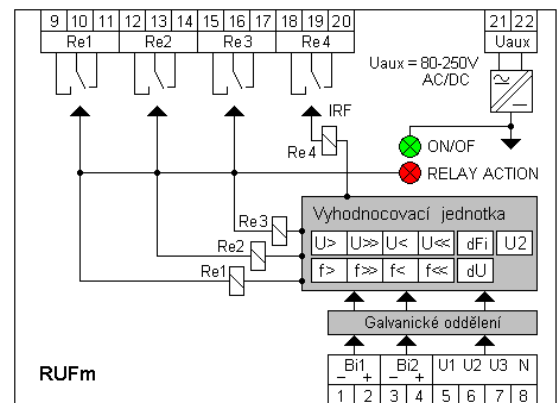 9 10 11 12 13 14 15 16 17 18 19 20 21 22
Re1 Re2 Re3 Re4 Uaux
Uaux = 80-250V
AC/DC
IRF
Re4
ON/OF
RELAY ACTION
Re3
Re2
Re1
Vyhodnocovací jednotka
U> U>> U< U<< dFi U2
f> f>> f< f<< dU
Galvanické oddělení
Bi1 Bi2 U1 U2 U3 N
– + – +
1 2 3 4 5 6 7 8
RUFm